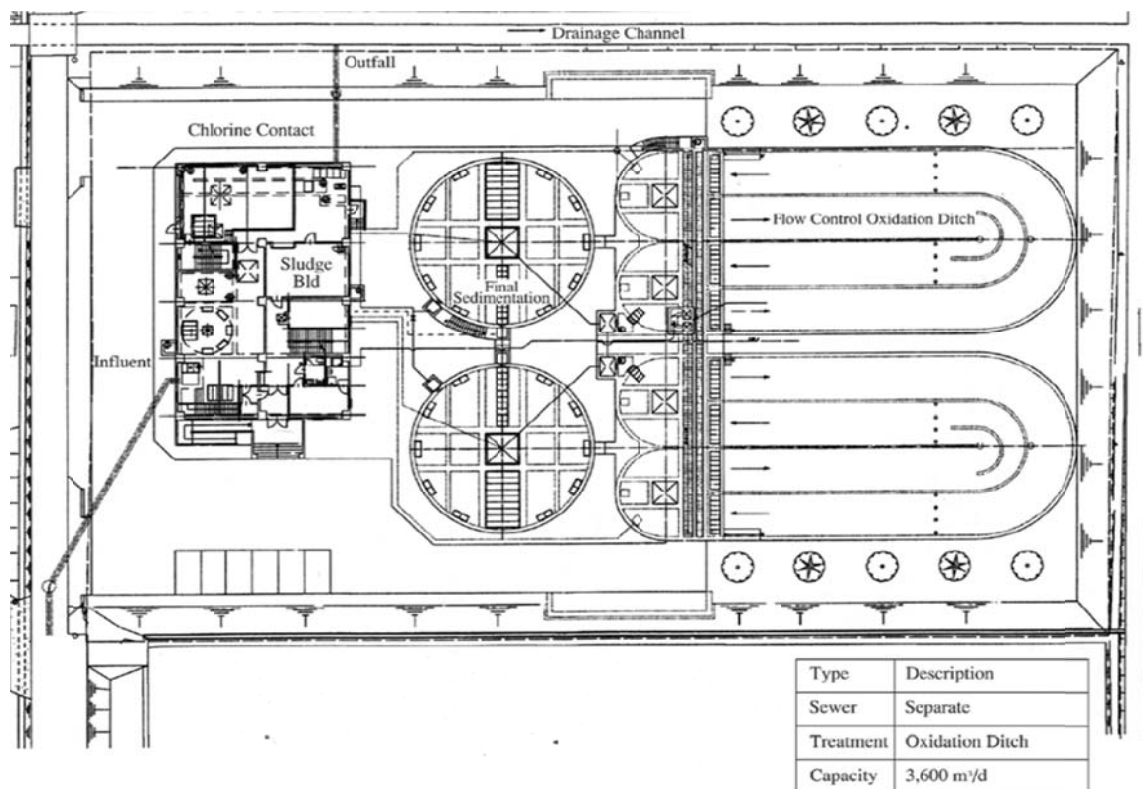 Drainage Channel
Outfall
Chlorine Contact
Flow Control Oxidation Ditch
Sludge
Bld
Final
Sedimentation
Influent
Type Description
Sewer Separate
Treatment Oxidation Ditch
Capacity 3,600 m³/d